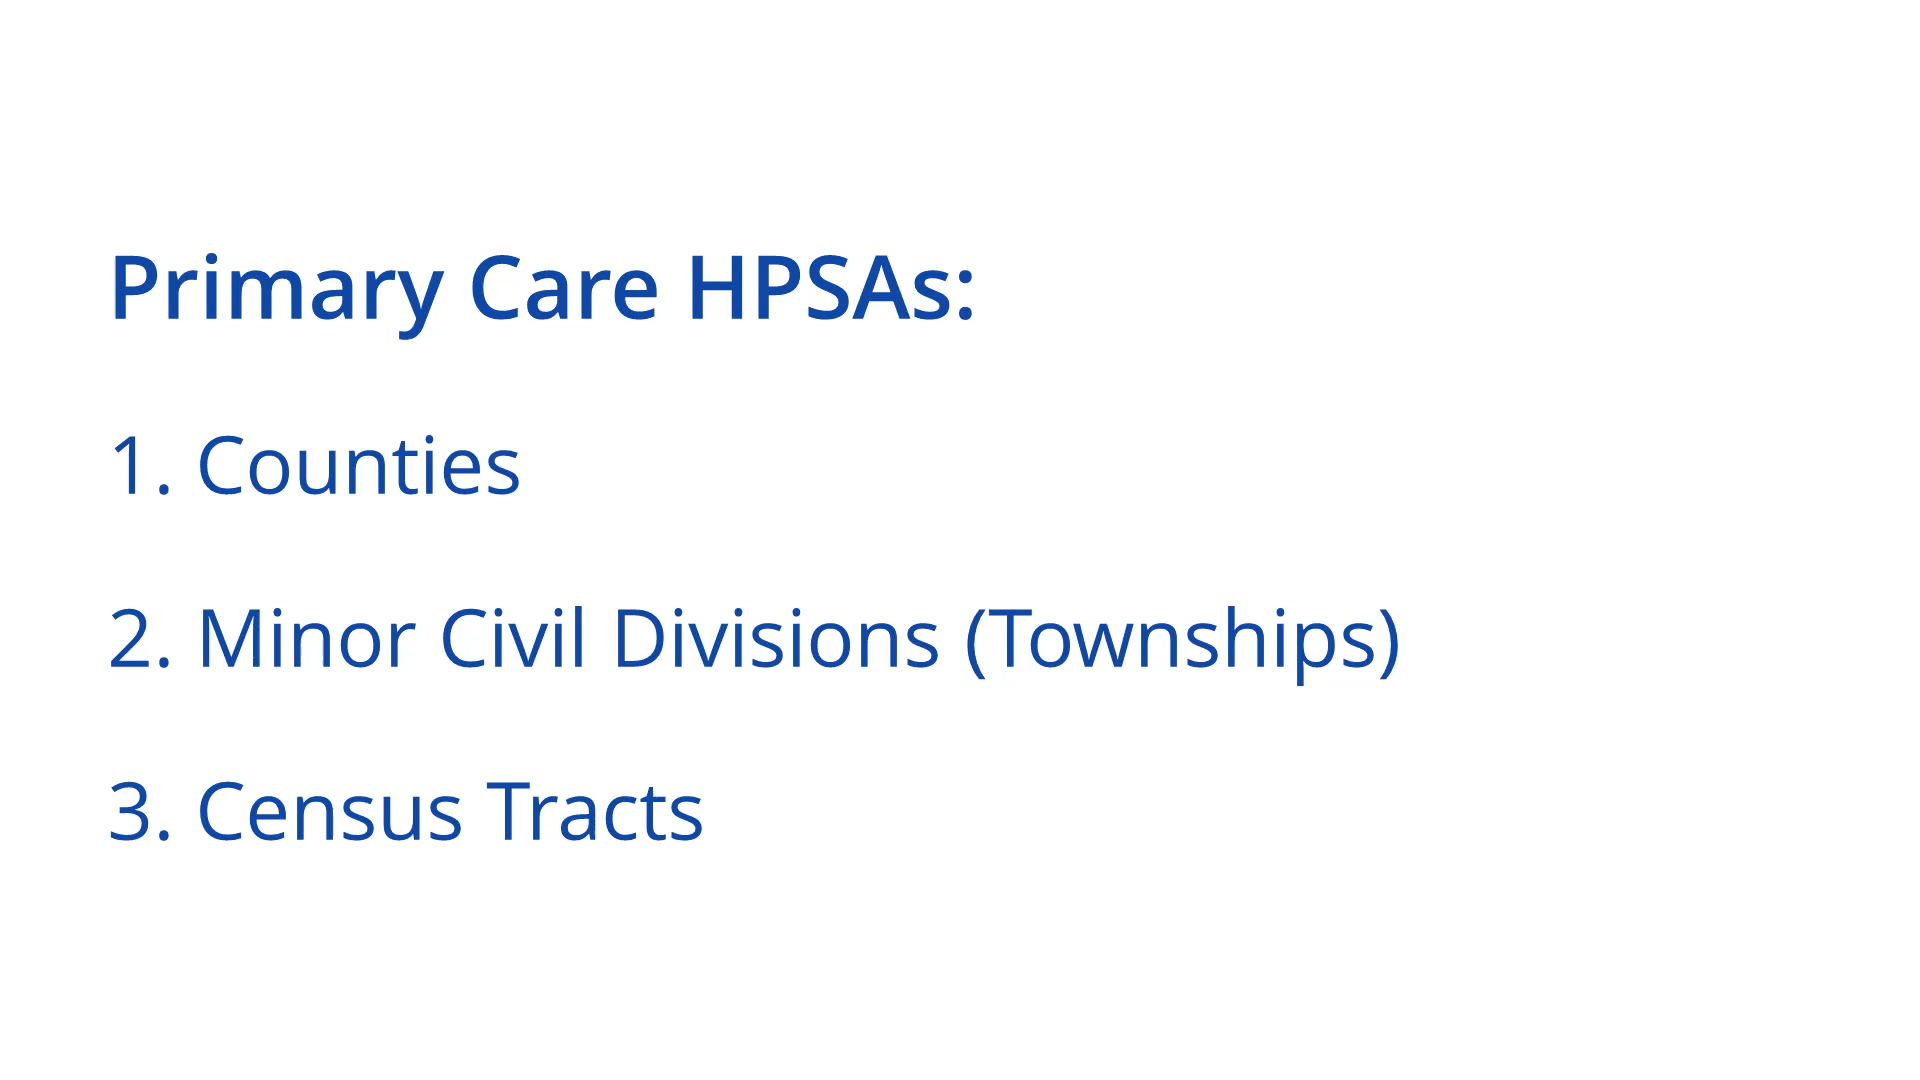 Primary Care HPSAs:
1. Counties
2. Minor Civil Divisions (Townships)
3. Census Tracts